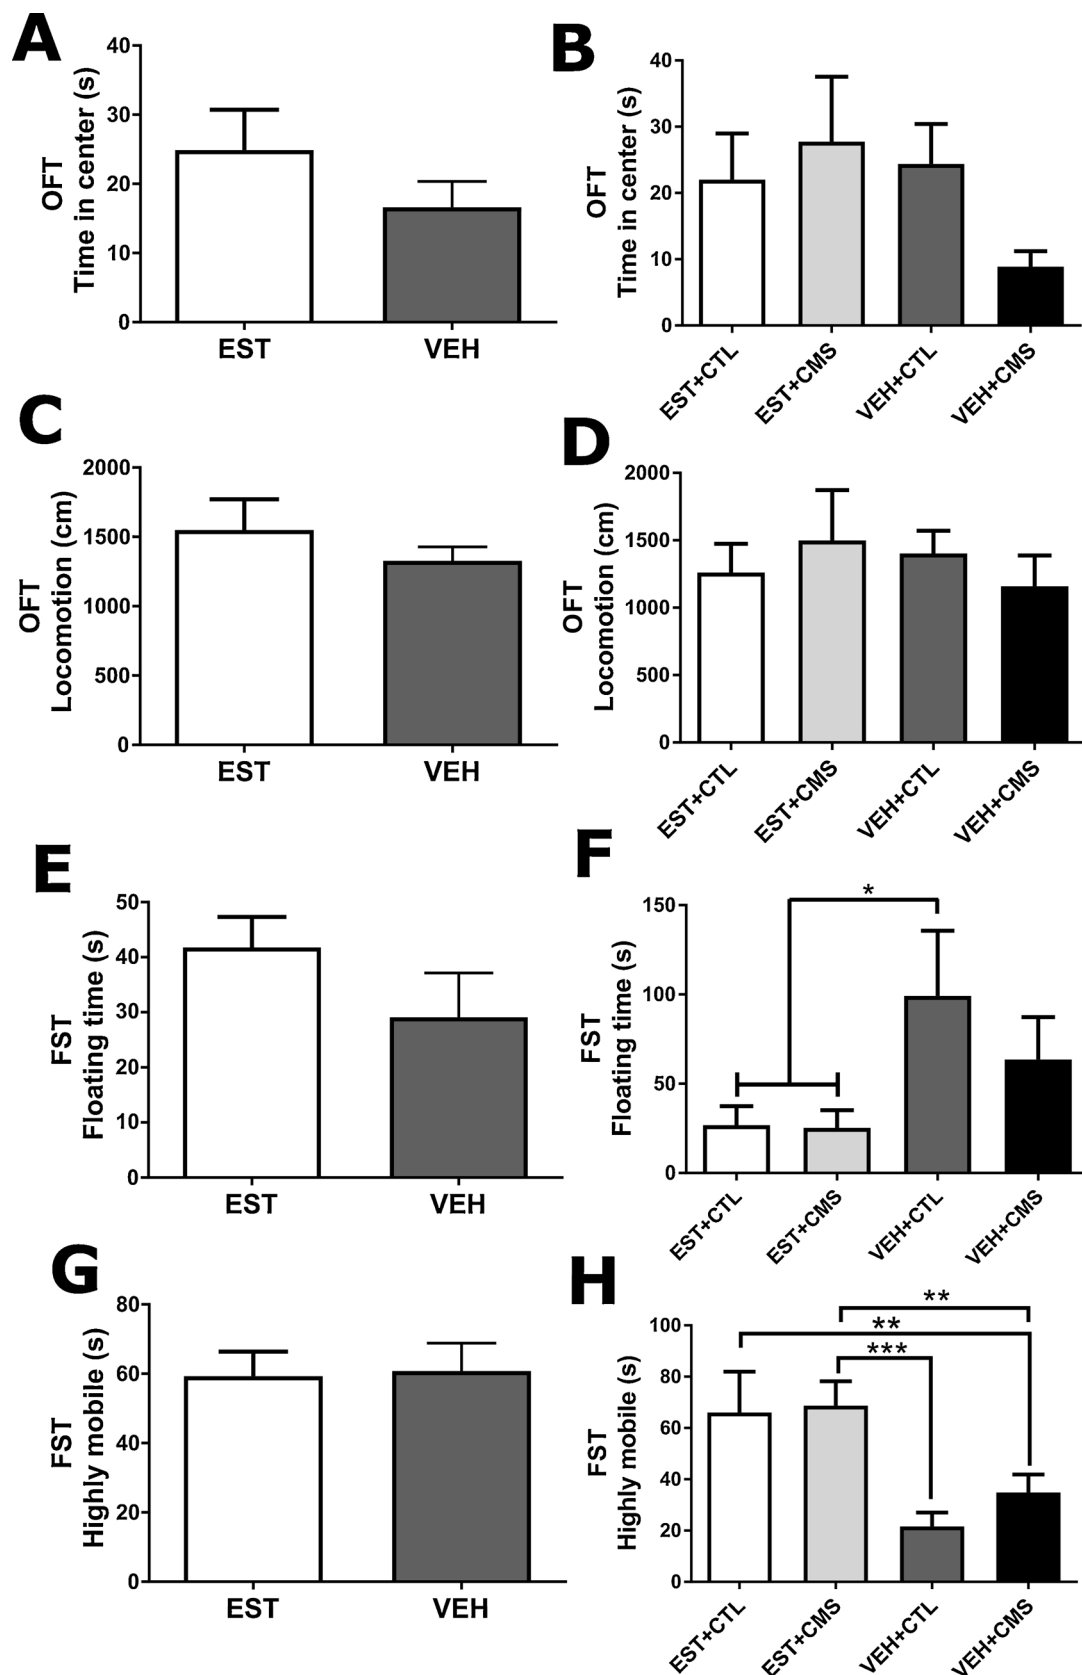 A
OFT
Time in center (s)
40
30
20
10
0
EST
VEH
B
OFT
Time in center (s)
40
30
20
10
0
EST+CTL
EST+CMS
VEH+CTL
VEH+CMS
C
OFT
Locomotion (cm)
2000
1500
1000
500
0
EST
VEH
D
OFT
Locomotion (cm)
2000
1500
1000
500
0
EST+CTL
EST+CMS
VEH+CTL
VEH+CMS
E
FST
Floating time (s)
50
40
30
20
10
0
EST
VEH
F
FST
Floating time (s)
150
100
50
0
*
EST+CTL
EST+CMS
VEH+CTL
VEH+CMS
G
FST
Highly mobile (s)
80
60
40
20
0
EST
VEH
H
FST
Highly mobile (s)
100
80
60
40
20
0
**
**
***
EST+CTL
EST+CMS
VEH+CTL
VEH+CMS